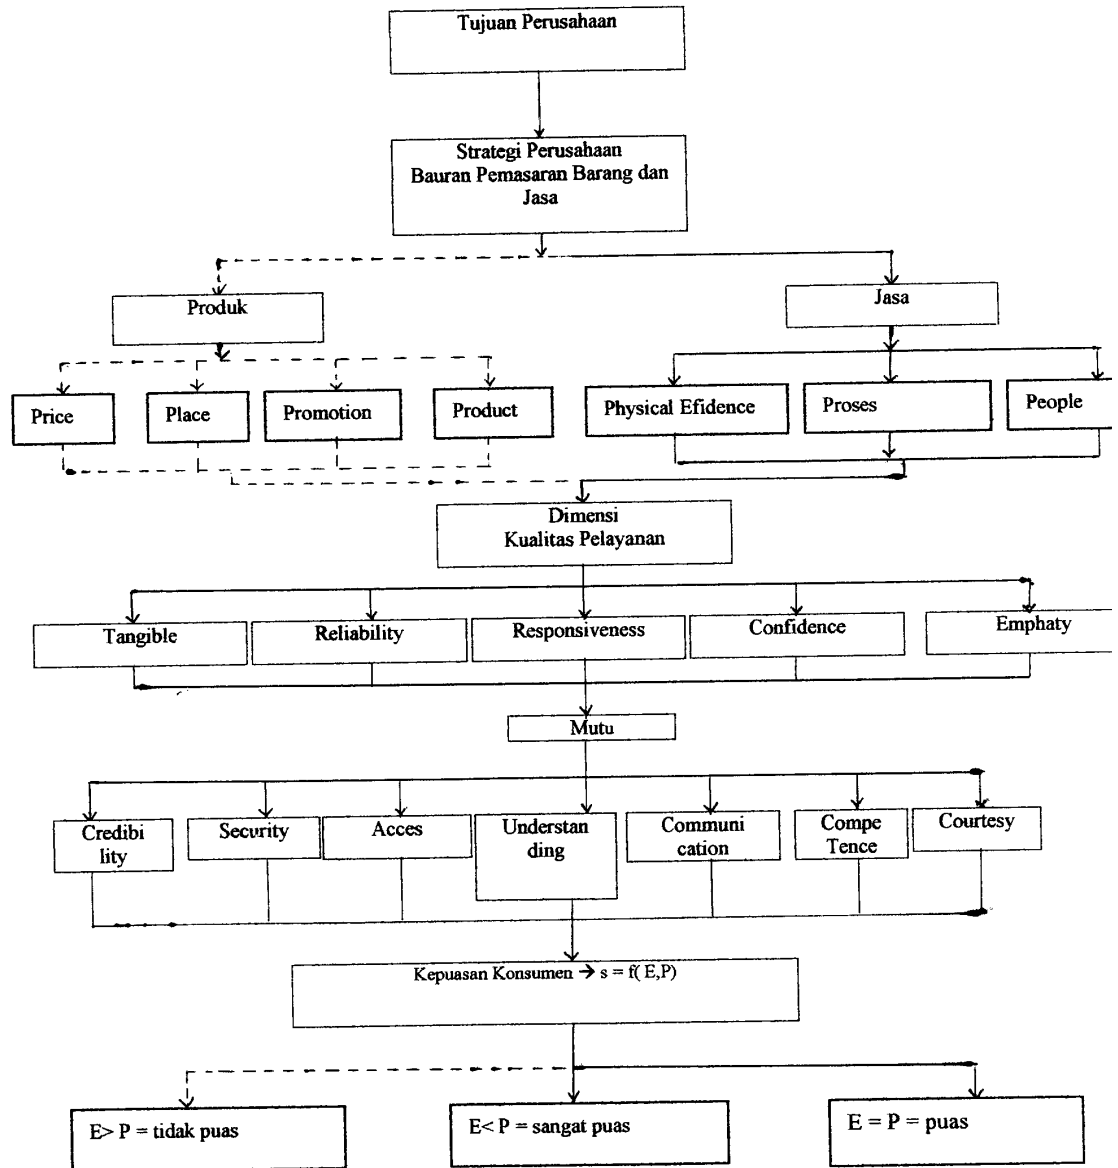 Tujuan Perusahaan
Strategi Perusahaan
Bauran Pemasaran Barang dan
Jasa
Produk
Jasa
Price
Place
Promotion
Product
Physical Efidence
Proses
People
Dimensi
Kualitas Pelayanan
Tangible
Reliability
Responsiveness
Confidence
Emphaty
Mutu
Credibi
lity
Security
Acces
Understan
ding
Communi
cation
Compe
Tence
Courtesy
Kepuasan Konsumen → s = f( E,P)
E> P = tidak puas
E< P = sangat puas
E = P = puas